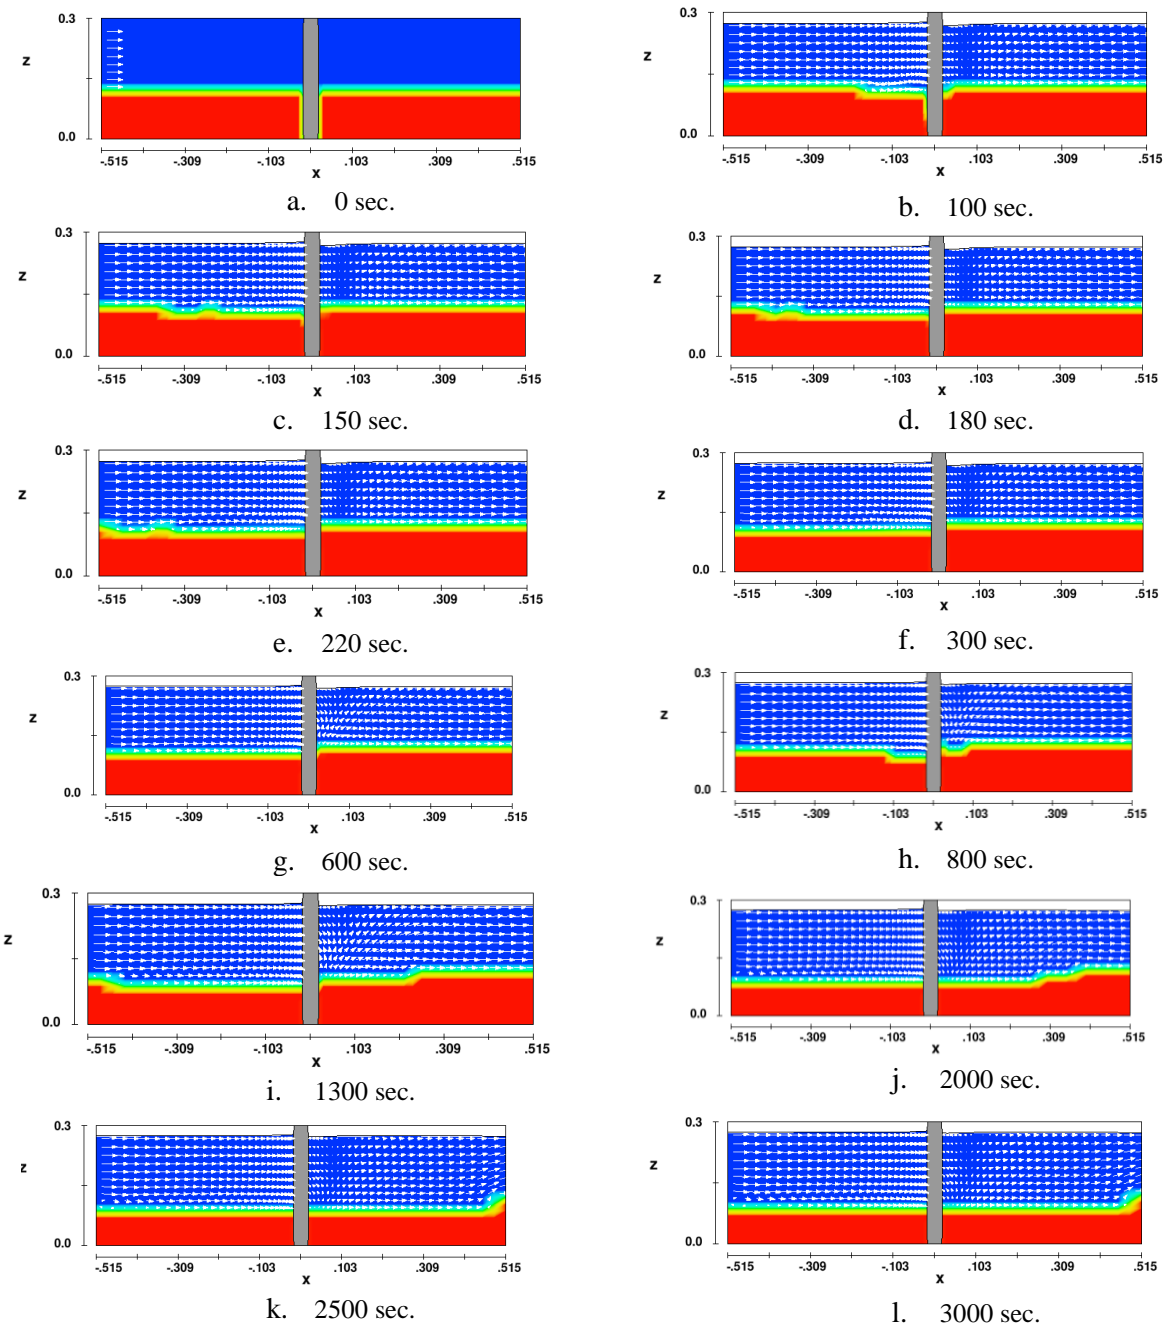 0.3
z
0.0
-.515 -.309 -.103 .103 .309 .515
x
a. 0 sec.
0.3
z
0.0
-.515 -.309 -.103 .103 .309 .515
x
b. 100 sec.
0.3
z
0.0
-.515 -.309 -.103 .103 .309 .515
x
c. 150 sec.
0.3
z
0.0
-.515 -.309 -.103 .103 .309 .515
x
d. 180 sec.
0.3
z
0.0
-.515 -.309 -.103 .103 .309 .515
x
e. 220 sec.
0.3
z
0.0
-.515 -.309 -.103 .103 .309 .515
x
f. 300 sec.
0.3
z
0.0
-.515 -.309 -.103 .103 .309 .515
x
g. 600 sec.
0.3
z
0.0
-.515 -.309 -.103 .103 .309 .515
x
h. 800 sec.
0.3
z
0.0
-.515 -.309 -.103 .103 .309 .515
x
i. 1300 sec.
0.3
z
0.0
-.515 -.309 -.103 .103 .309 .515
x
j. 2000 sec.
0.3
z
0.0
-.515 -.309 -.103 .103 .309 .515
x
k. 2500 sec.
0.3
z
0.0
-.515 -.309 -.103 .103 .309 .515
x
l. 3000 sec.